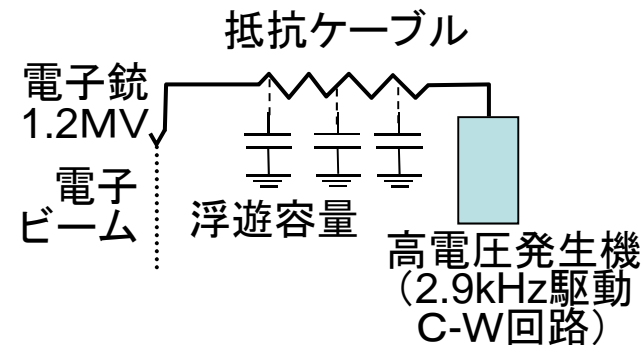 抵抗ケーブル
電子銃
1.2MV
電子
ビーム
浮遊容量
高電圧発生機
（2.9kHz駆動
C-W回路）